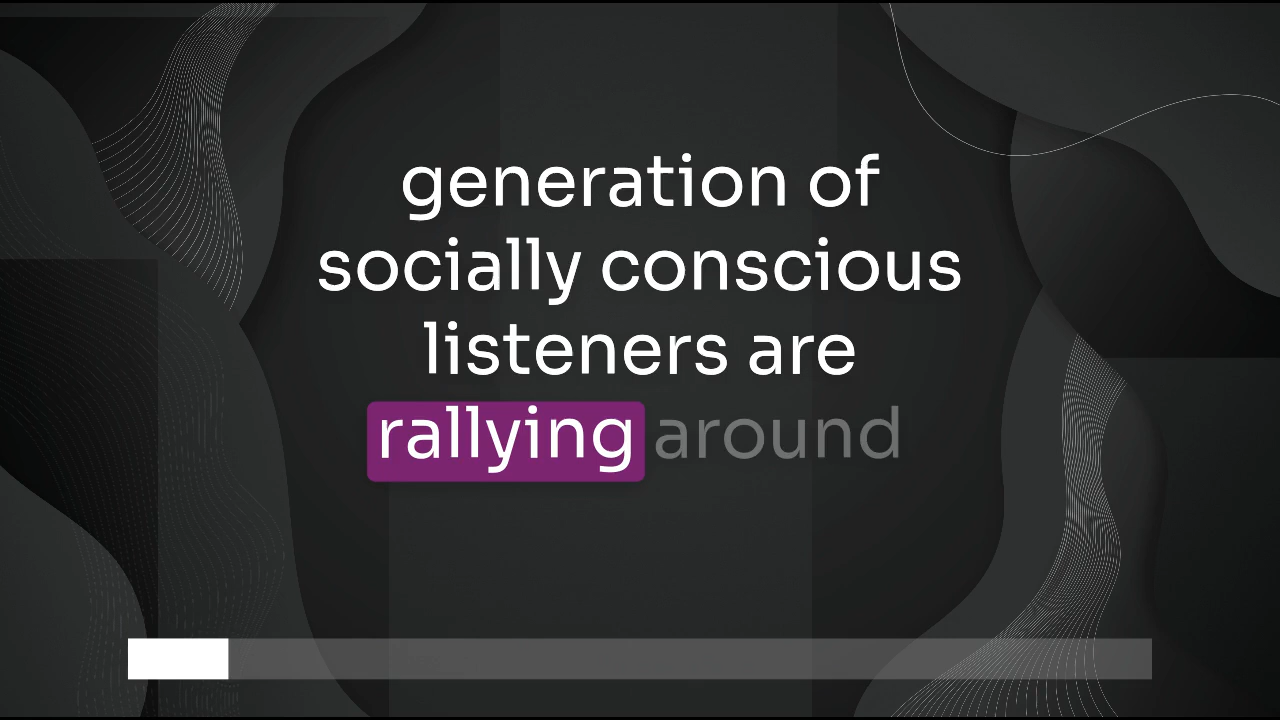 generation of
socially conscious
listeners are
rallying around